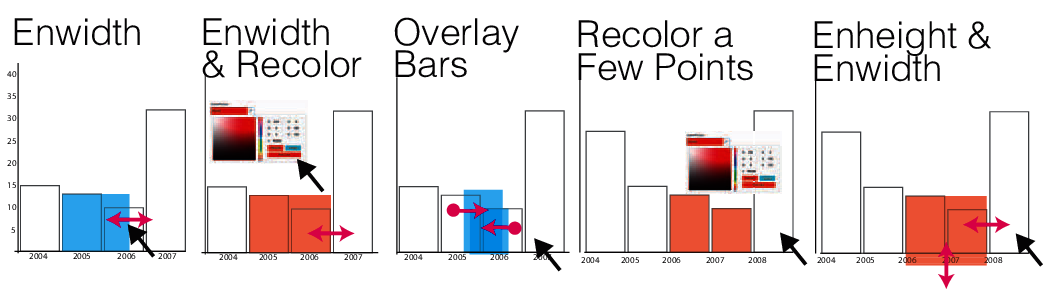 Enwidth
Enwidth
& Recolor
Overlay
Bars
Recolor a
Few Points
Enheight &
Enwidth
40
35
30
25
20
15
10
5
2004 2005 2006 2007
2004 2005 2006 2007
2004 2005 2006
2004 2005 2006 2007 2008
2004 2005 2006 2007 2008